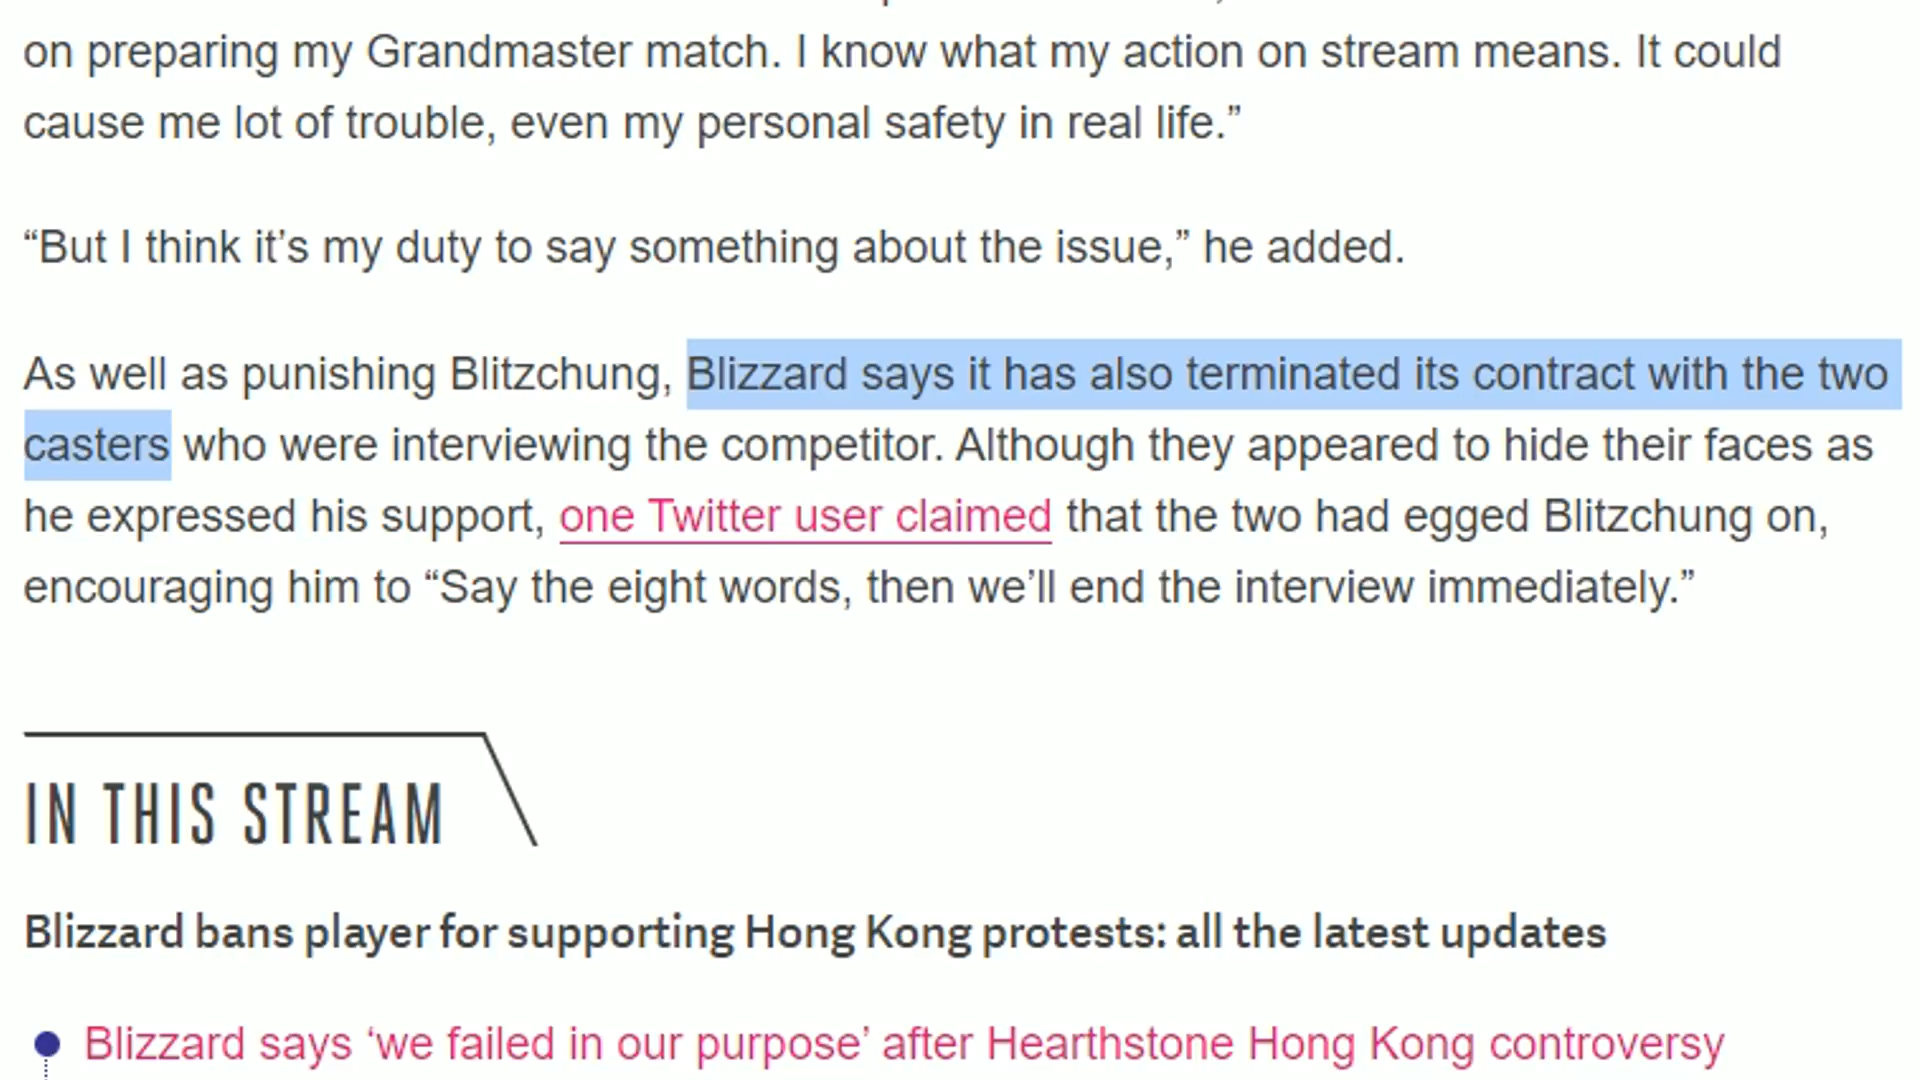 on preparing my Grandmaster match. I know what my action on stream means. It could
cause me lot of trouble, even my personal safety in real life.”
“But I think it’s my duty to say something about the issue,” he added.
As well as punishing Blitzchung, Blizzard says it has also terminated its contract with the two
casters who were interviewing the competitor. Although they appeared to hide their faces as
he expressed his support, one Twitter user claimed that the two had egged Blitzchung on,
encouraging him to “Say the eight words, then we’ll end the interview immediately.”
IN THIS STREAM
Blizzard bans player for supporting Hong Kong protests: all the latest updates
Blizzard says ‘we failed in our purpose’ after Hearthstone Hong Kong controversy